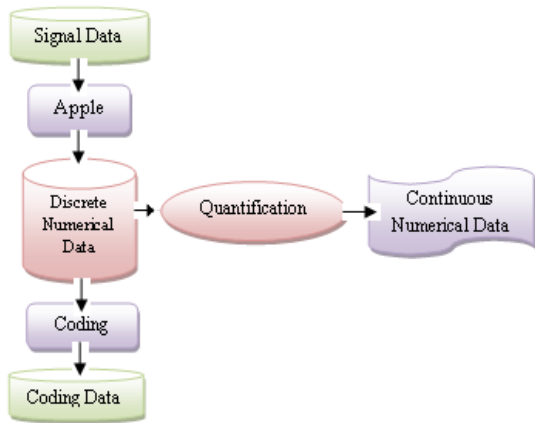 Signal Data
Apple
Discrete
Numerical
Data
Quantification
Continuous
Numerical Data
Coding
Coding Data